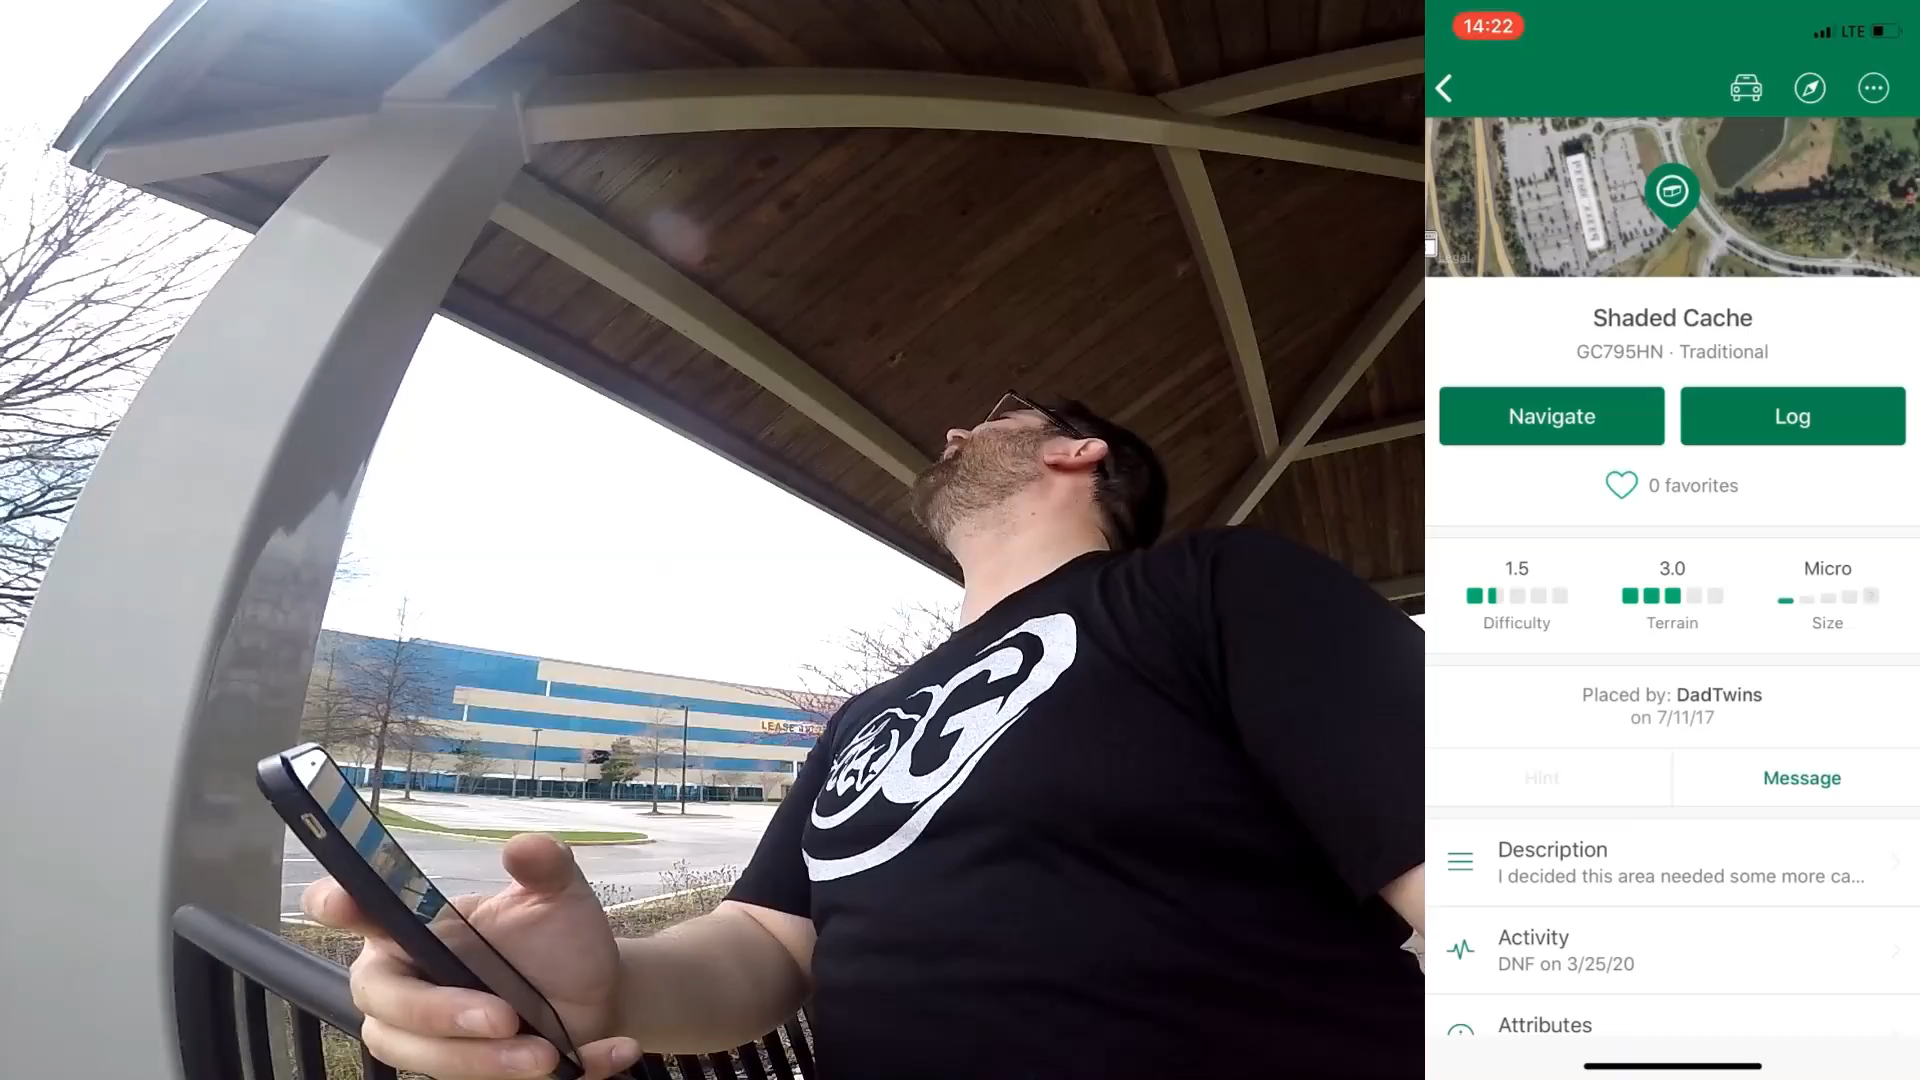 14:22
LTE
Legal
Shaded Cache
GC795HN · Traditional
Navigate
Log
0 favorites
1.5
3.0
Micro
Difficulty
Terrain
Size
Placed by: DadTwins
on 7/11/17
Hint
Message
Description
I decided this area needed some more ca...
Activity
DNF on 3/25/20
Attributes
LEASE
G